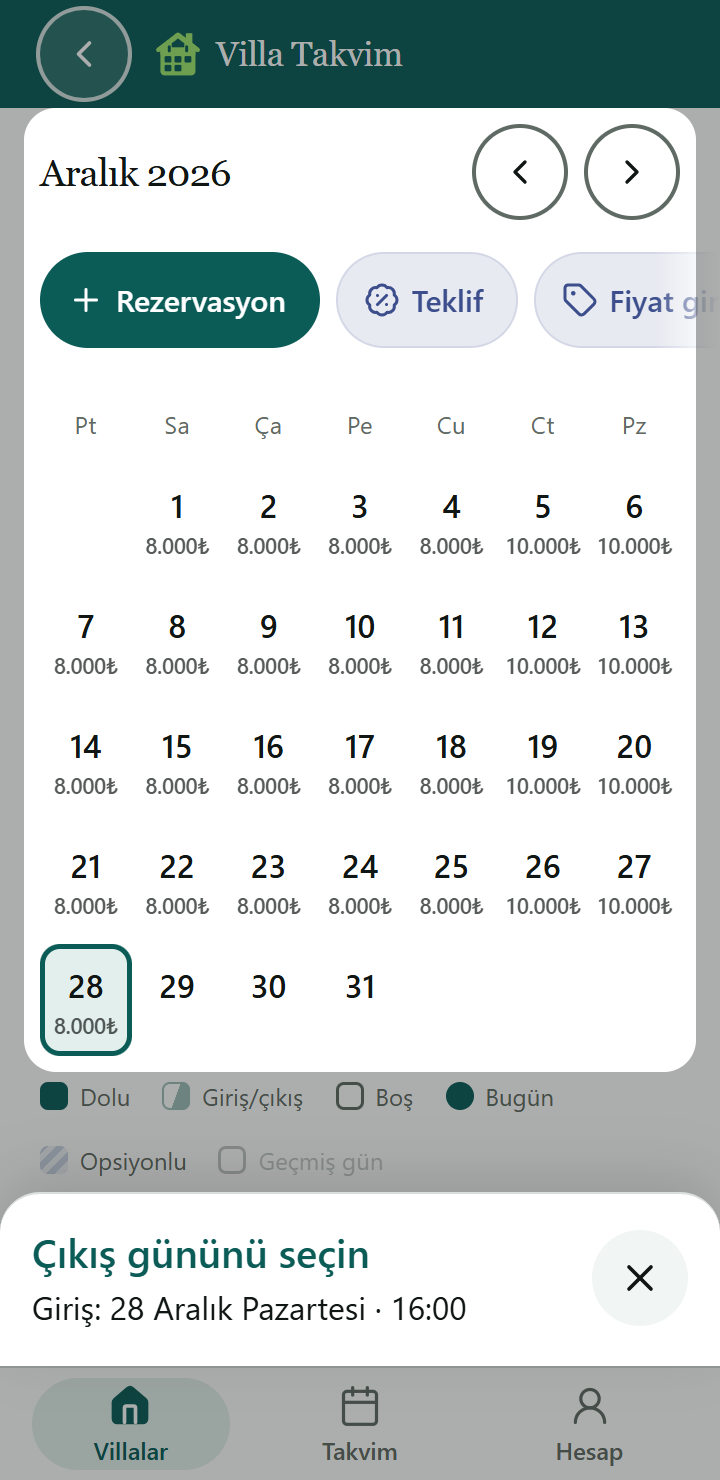 Villa Takvim
Aralık 2026
Rezervasyon Teklif Fiyat gir
Pt Sa Ça Pe Cu Ct Pz
1 2 3 4 5 6
8.000₺ 8.000₺ 8.000₺ 8.000₺ 10.000₺ 10.000₺
7 8 9 10 11 12 13
8.000₺ 8.000₺ 8.000₺ 8.000₺ 8.000₺ 10.000₺ 10.000₺
14 15 16 17 18 19 20
8.000₺ 8.000₺ 8.000₺ 8.000₺ 8.000₺ 10.000₺ 10.000₺
21 22 23 24 25 26 27
8.000₺ 8.000₺ 8.000₺ 8.000₺ 8.000₺ 10.000₺ 10.000₺
28 29 30 31
8.000₺
Dolu Giriş/çıkış Boş Bugün
Opsiyonlu Geçmiş gün
Çıkış gününü seçin
Giriş: 28 Aralık Pazartesi · 16:00
Villalar Takvim Hesap